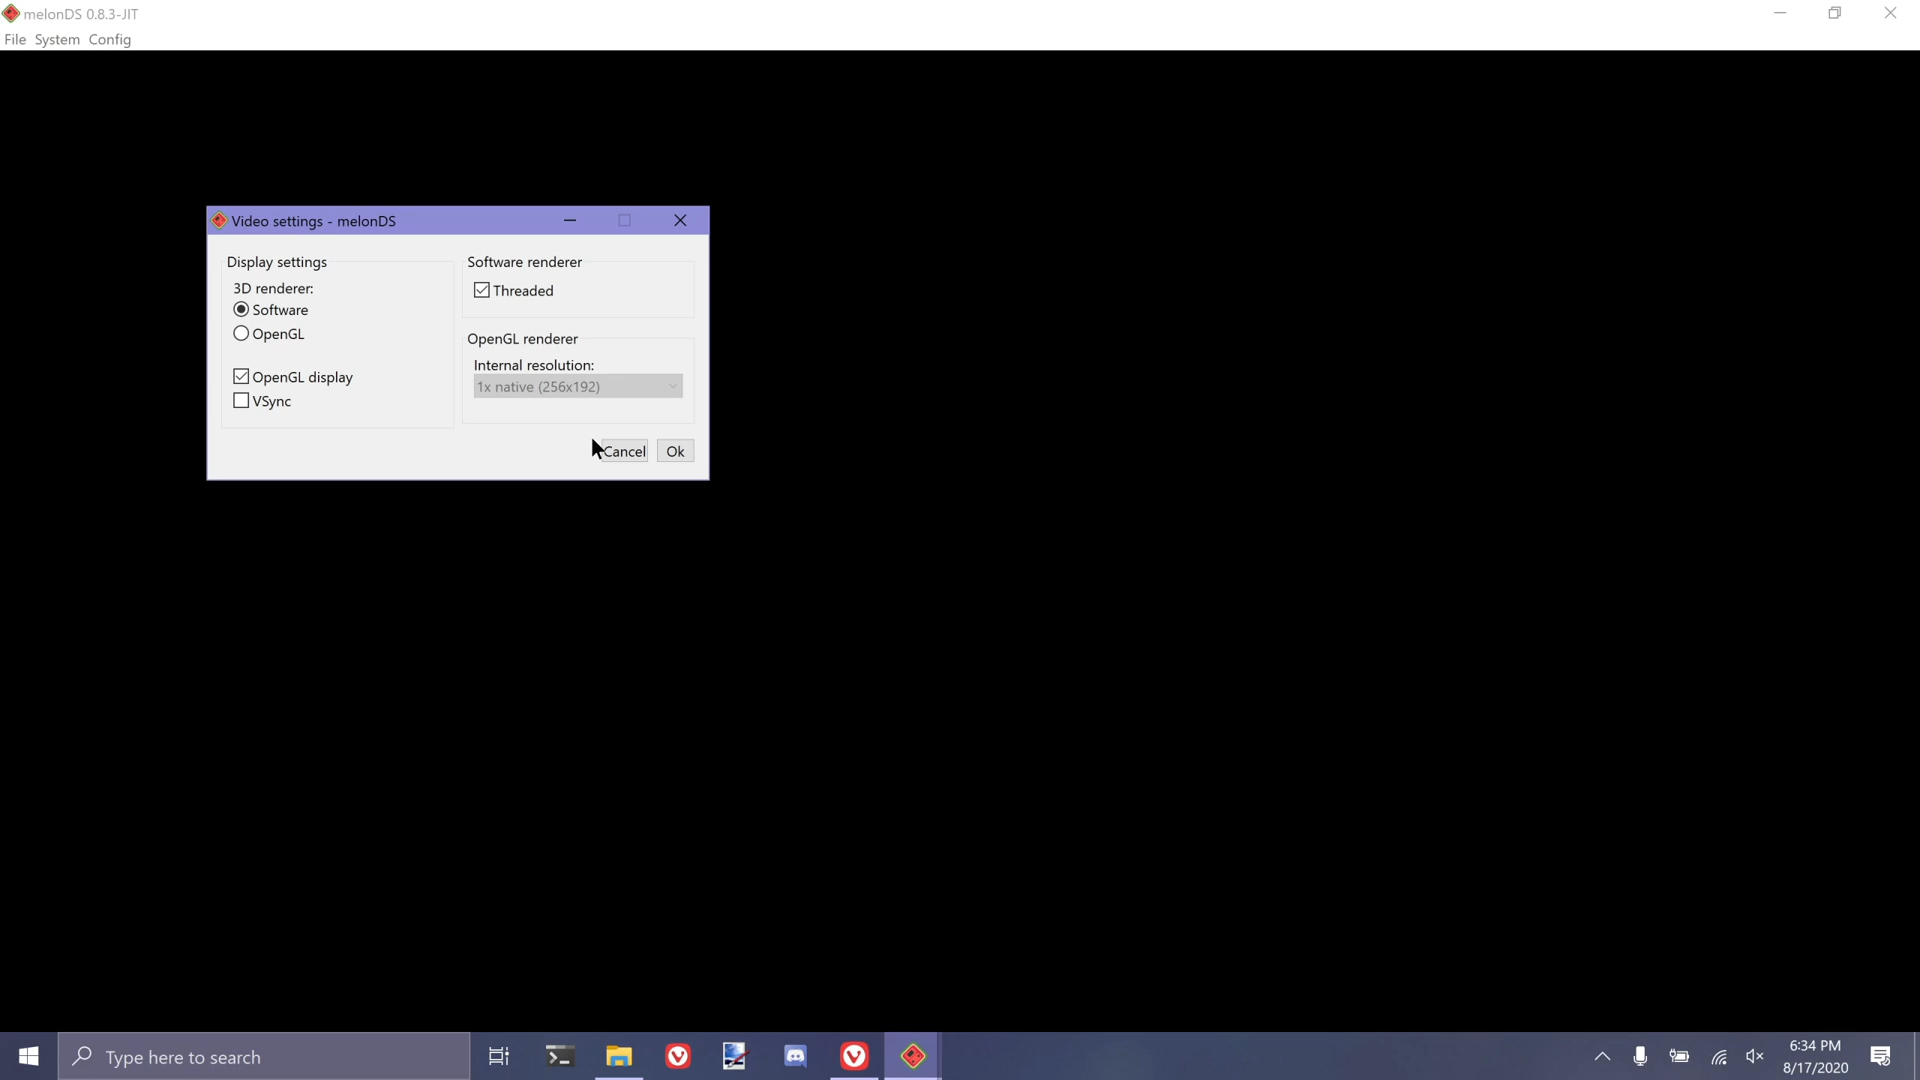 melonDS 0.8.3-JIT
File System Config
Video settings - melonDS
Display settings
3D renderer:
Software
OpenGL
OpenGL display
VSync
Software renderer
Threaded
OpenGL renderer
Internal resolution:
1x native (256x192)
Cancel Ok
Type here to search
6:34 PM
8/17/2020